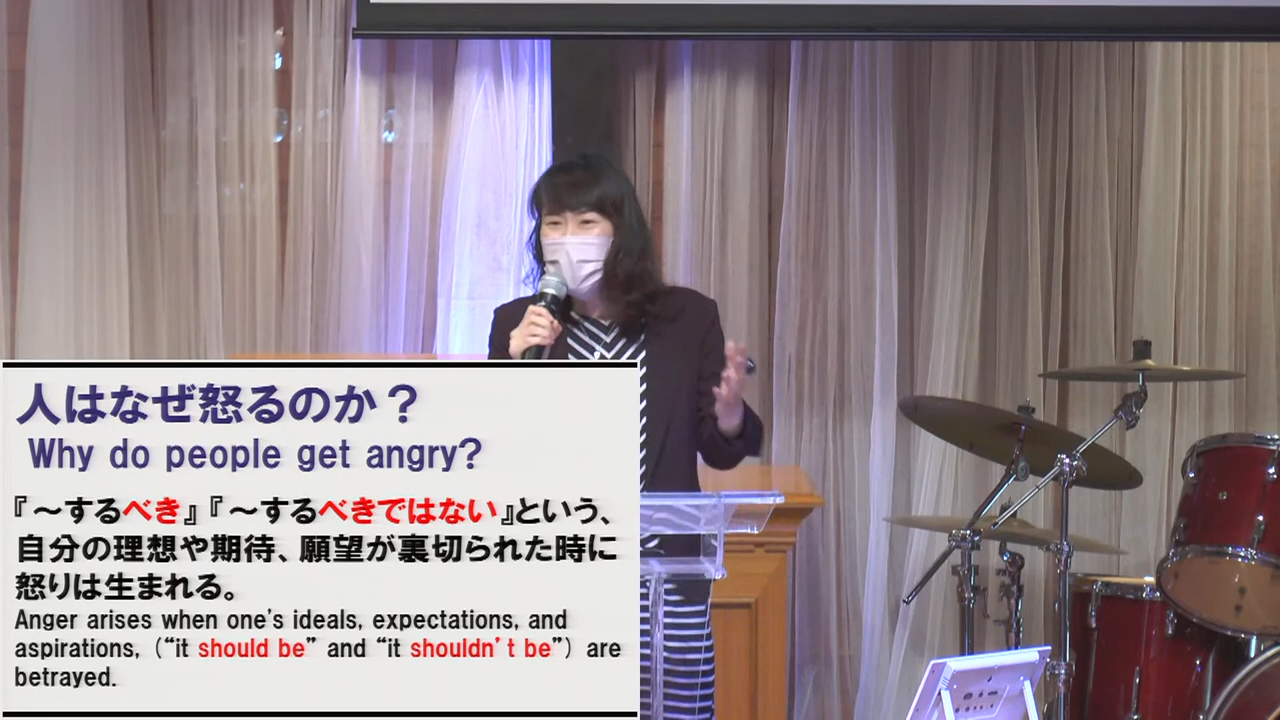 人はなぜ怒るのか？
Why do people get angry?
『～するべき』『～するべきではない』という、
自分の理想や期待、願望が裏切られた時に
怒りは生まれる。
Anger arises when one's ideals, expectations, and
aspirations, (“it should be” and “it shouldn't be”) are
betrayed.